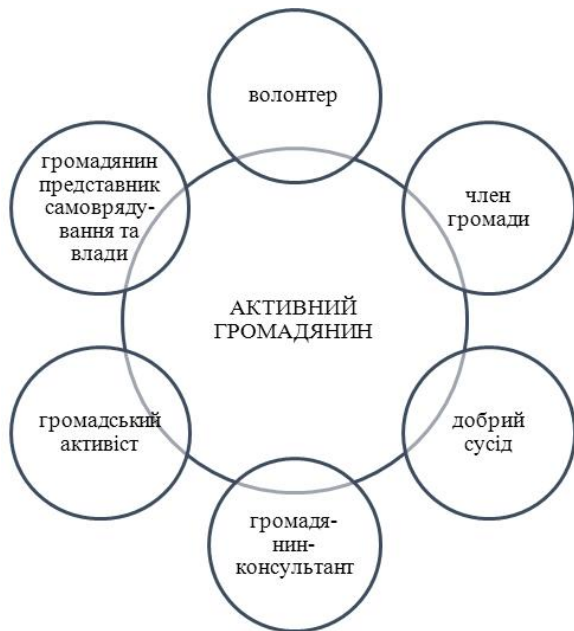 волонтер
член
громади
добрий
сусід
громадя-
нин-
консультант
громадський
активіст
громадянин
представник
самовряду-
вання та
влади
АКТИВНИЙ
ГРОМАДЯНИН